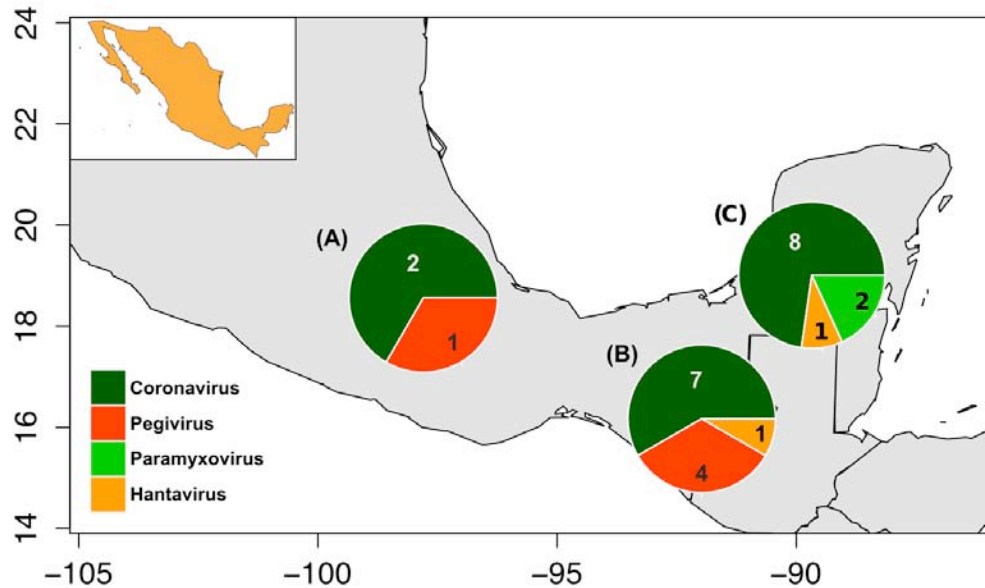 24
22
20
18
16
14
(A)
2
1
(B)
7
1
4
(C)
8
2
1
Coronavirus
Pegivirus
Paramyxovirus
Hantavirus
−105
−100
−95
−90